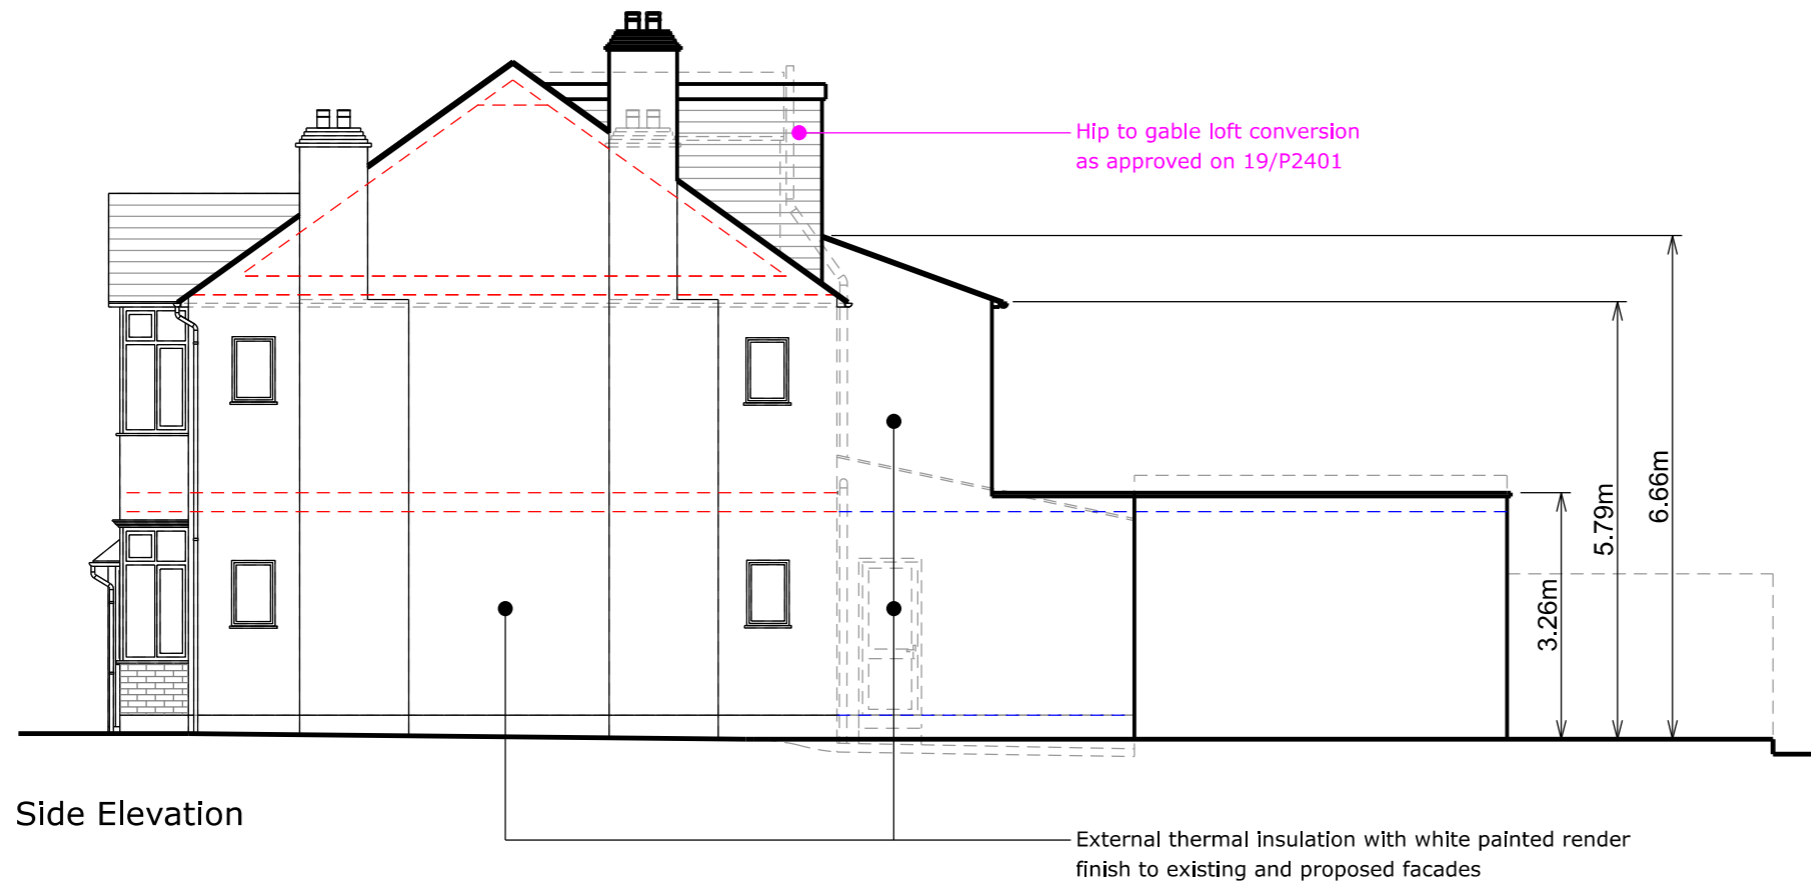 Hip to gable loft conversion
as approved on 19/P2401
6.66m
5.79m
3.26m
Side Elevation
External thermal insulation with white painted render
finish to existing and proposed facades